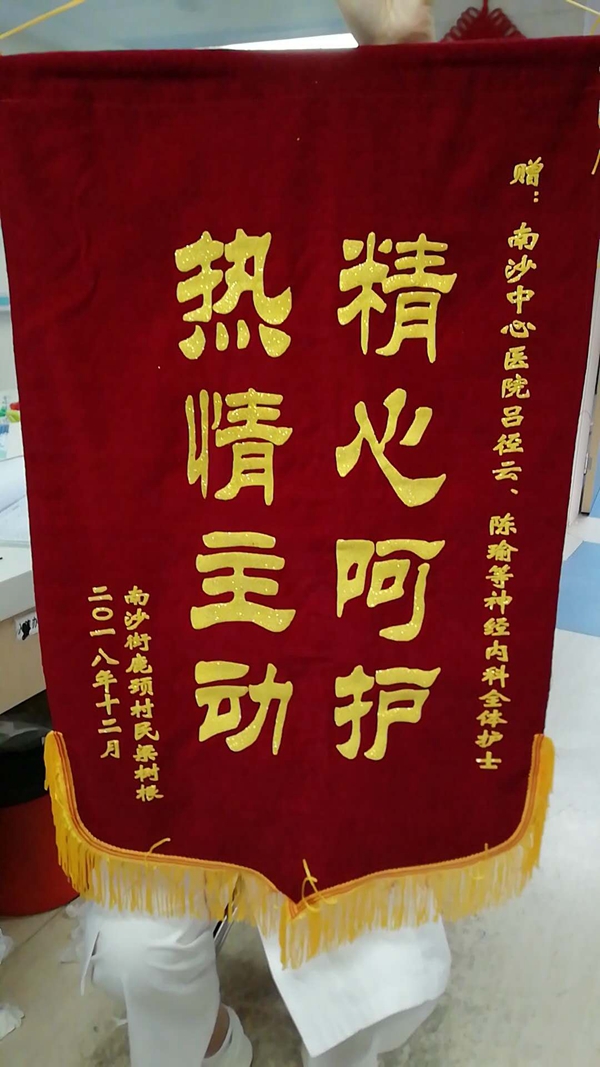 赠：南沙中心医院吕径云、陈瑜等神经内科全体护士
精心呵护
热情主动
南沙街鹿颈村民梁树根
二〇一八年十二月